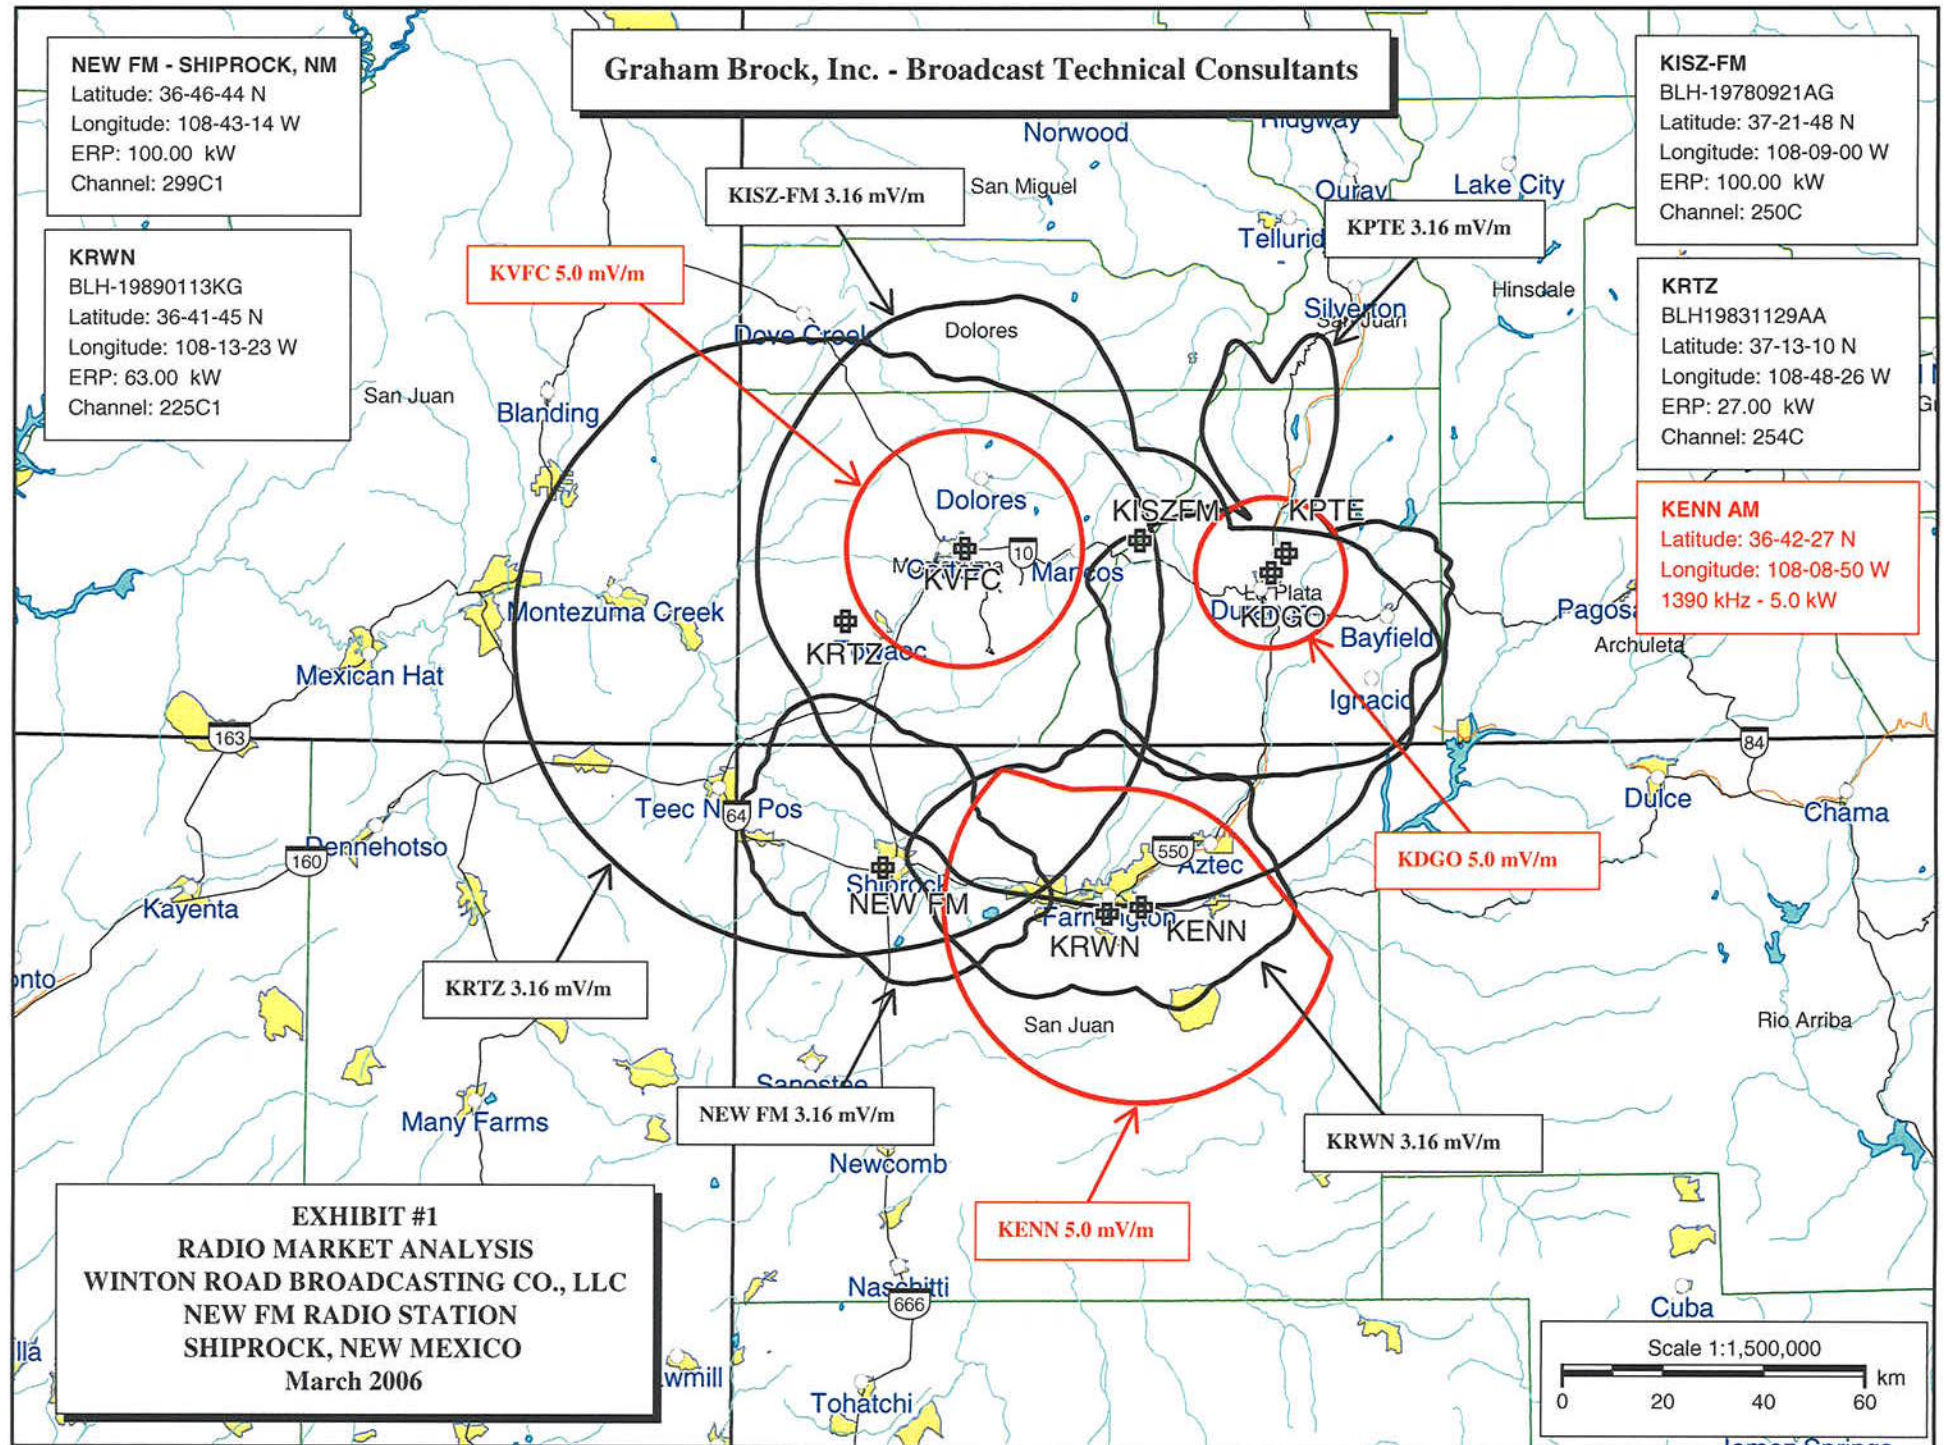 Graham Brock, Inc. - Broadcast Technical Consultants
NEW FM - SHIPROCK, NM
Latitude: 36-46-44 N
Longitude: 108-43-14 W
ERP: 100.00 kW
Channel: 299C1
KRWN
BLH-19890113KG
Latitude: 36-41-45 N
Longitude: 108-13-23 W
ERP: 63.00 kW
Channel: 225C1
KISZ-FM
BLH-19780921AG
Latitude: 37-21-48 N
Longitude: 108-09-00 W
ERP: 100.00 kW
Channel: 250C
KRTZ
BLH19831129AA
Latitude: 37-13-10 N
Longitude: 108-48-26 W
ERP: 27.00 kW
Channel: 254C
KENN AM
Latitude: 36-42-27 N
Longitude: 108-08-50 W
1390 kHz - 5.0 kW
Norwood
Ridgway
San Miguel
Ouray
Lake City
KISZ-FM 3.16 mV/m
KPTE 3.16 mV/m
KVFC 5.0 mV/m
Hinsdale
Silverton
San Juan
Dove Creek
Dolores
San Juan
Blanding
Dolores
KISZFM
KPTE
10
Mancos
KVFC
La Plata
KDGO
Montezuma Creek
Bayfield
Archuleta
KRTZ
Mexican Hat
Ignacio
163
84
Teec N Pos
64
Dulce
Chama
Dennehotso
160
550
Aztec
KDGO 5.0 mV/m
Kayenta
Shiprock
NEW FM
Farmington
KRWN
KENN
KRTZ 3.16 mV/m
San Juan
Rio Arriba
Sanostee
Many Farms
NEW FM 3.16 mV/m
KRWN 3.16 mV/m
Newcomb
KENN 5.0 mV/m
Naschitti
666
Cuba
Tohatchi
EXHIBIT #1
RADIO MARKET ANALYSIS
WINTON ROAD BROADCASTING CO., LLC
NEW FM RADIO STATION
SHIPROCK, NEW MEXICO
March 2006
Scale 1:1,500,000
km
0 20 40 60